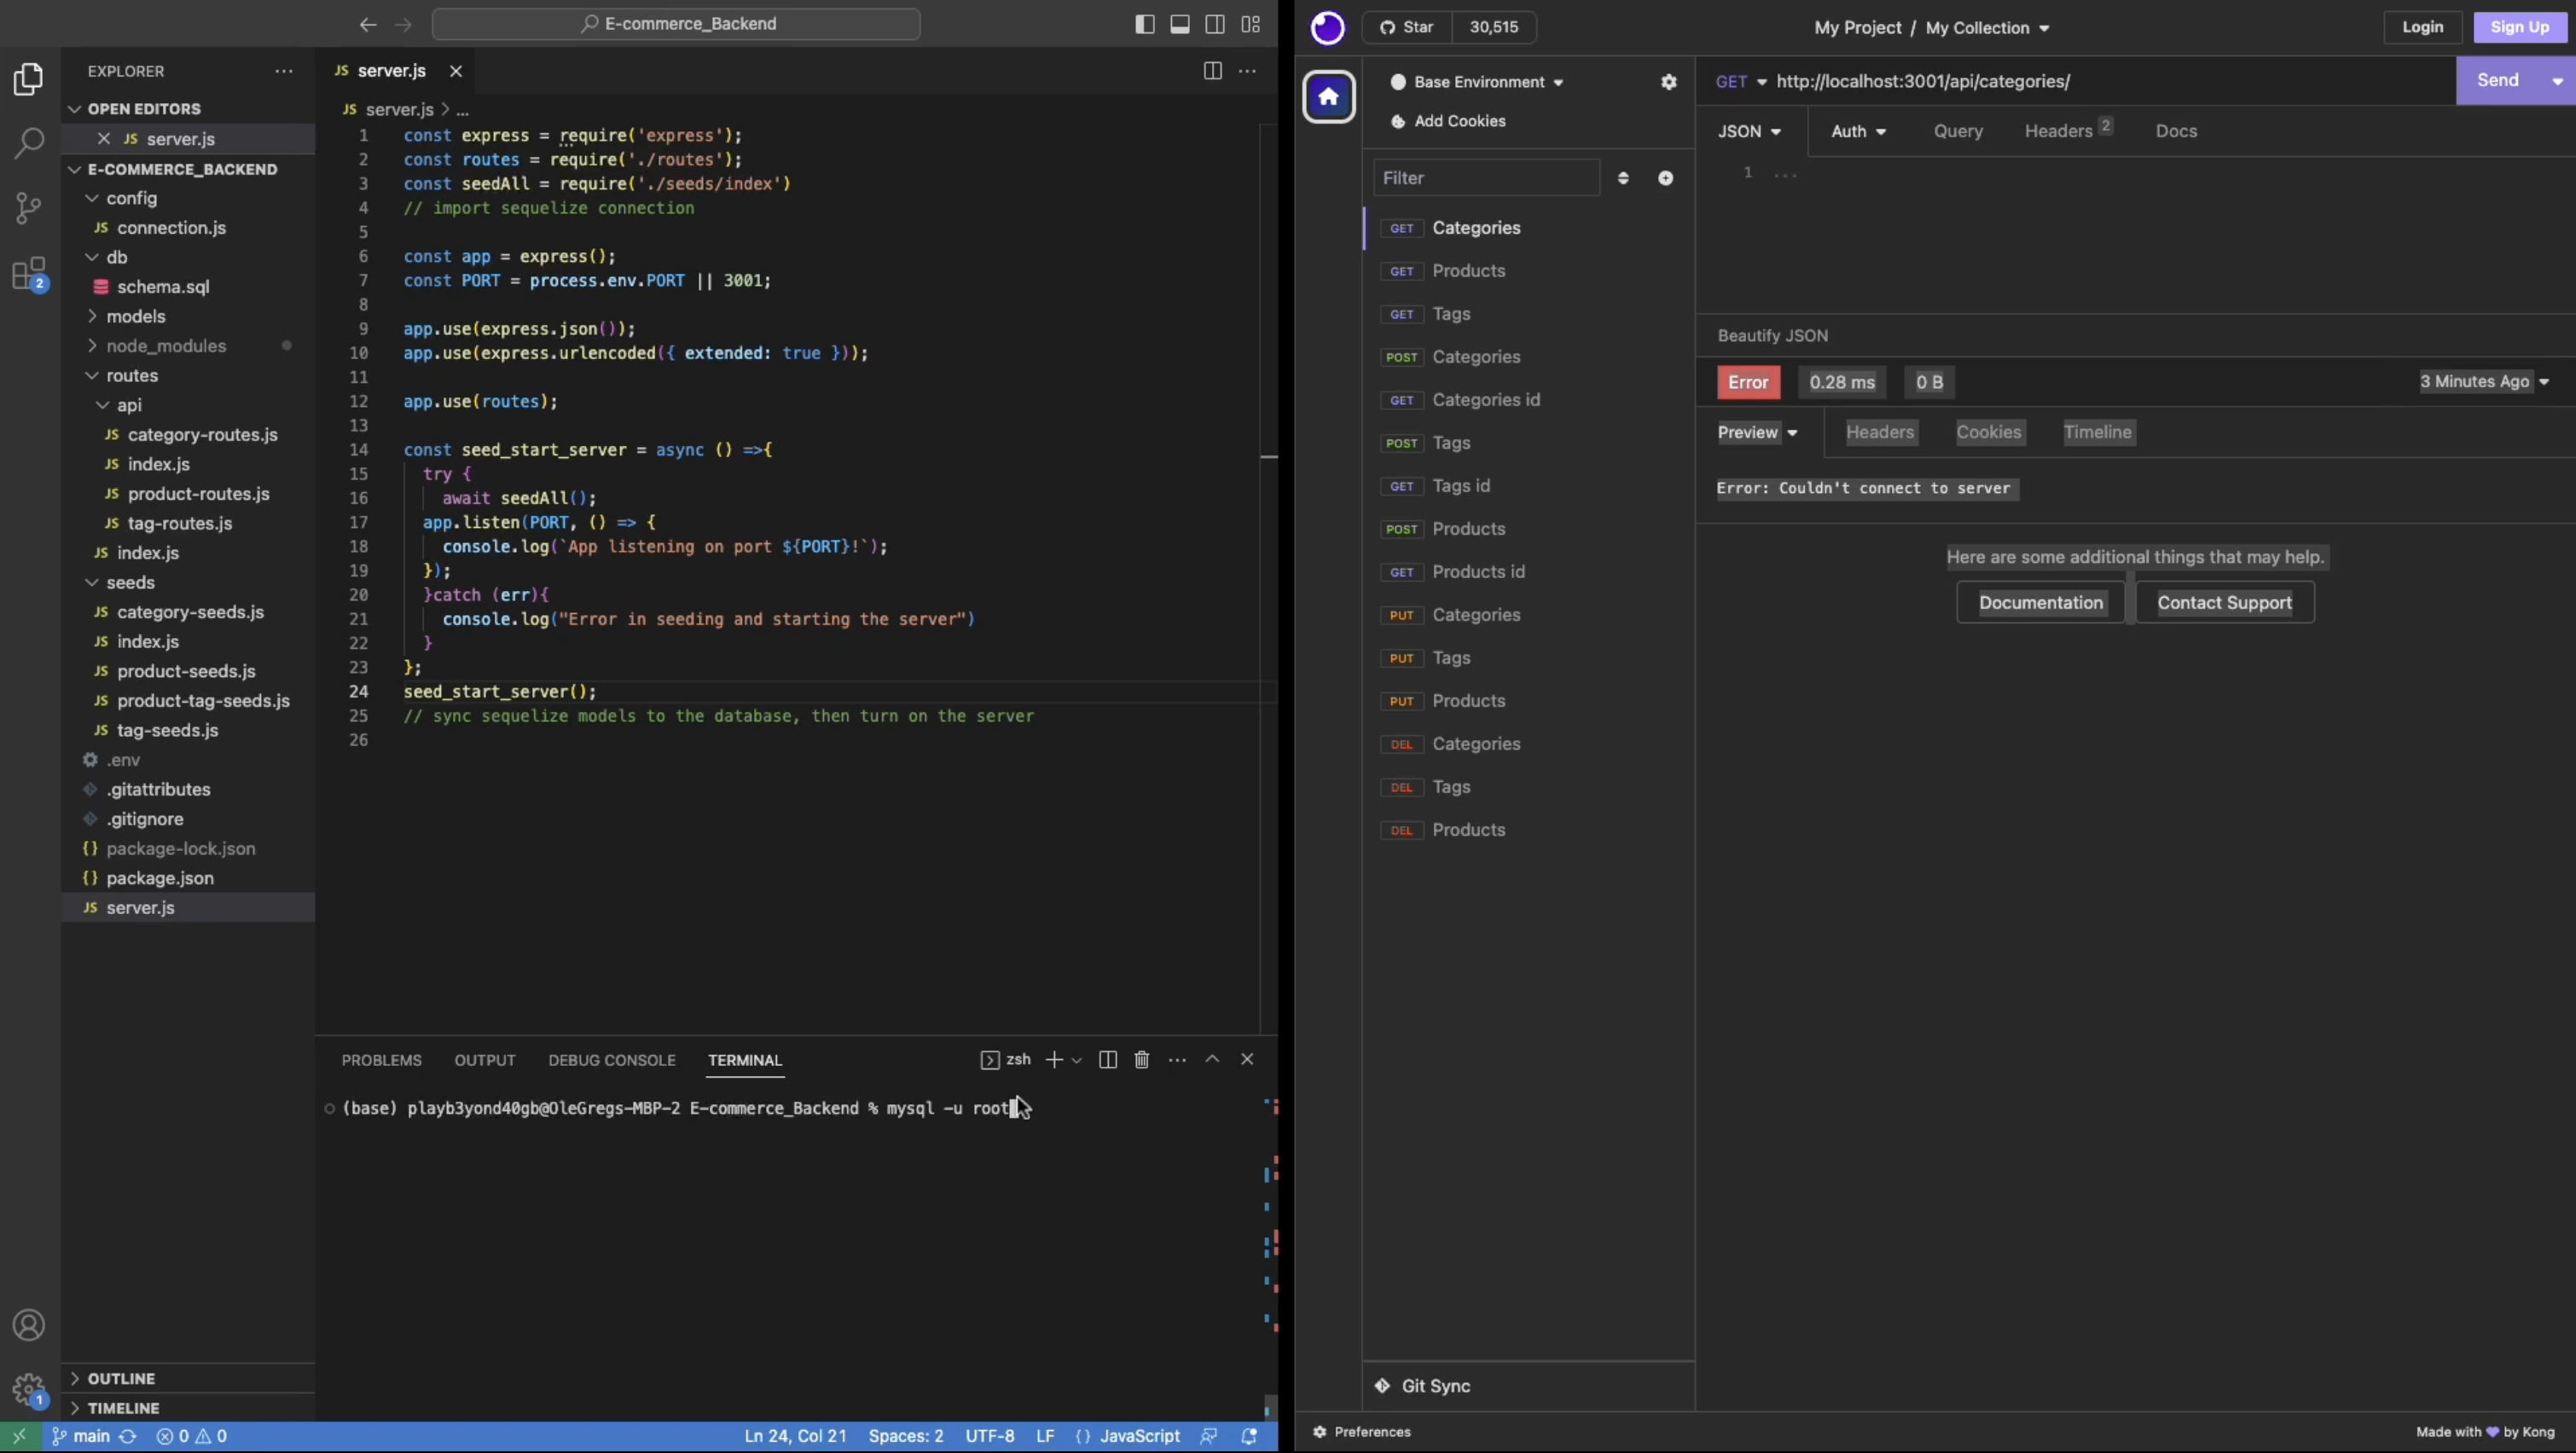 E-commerce_Backend
EXPLORER
OPEN EDITORS
JS server.js
E-COMMERCE_BACKEND
config
JS connection.js
db
schema.sql
models
node_modules
routes
api
JS category-routes.js
JS index.js
JS product-routes.js
JS tag-routes.js
JS index.js
seeds
JS category-seeds.js
JS index.js
JS product-seeds.js
JS product-tag-seeds.js
JS tag-seeds.js
.env
.gitattributes
.gitignore
{} package-lock.json
{} package.json
JS server.js
OUTLINE
TIMELINE
2
1
JS server.js
JS server.js > ...
1 const express = require('express');
2 const routes = require('./routes');
3 const seedAll = require('./seeds/index')
4 // import sequelize connection
5
6 const app = express();
7 const PORT = process.env.PORT || 3001;
8
9 app.use(express.json());
10 app.use(express.urlencoded({ extended: true }));
11
12 app.use(routes);
13
14 const seed_start_server = async () =>{
15 try {
16 await seedAll();
17 app.listen(PORT, () => {
18 console.log(`App listening on port ${PORT}!`);
19 });
20 }catch (err){
21 console.log("Error in seeding and starting the server")
22 }
23 };
24 seed_start_server();
25 // sync sequelize models to the database, then turn on the server
26
PROBLEMS OUTPUT DEBUG CONSOLE TERMINAL
zsh
(base) playb3yond40gb@OleGregs-MBP-2 E-commerce_Backend % mysql -u root
main 0 0
Ln 24, Col 21 Spaces: 2 UTF-8 LF {} JavaScript
Star 30,515
My Project / My Collection
Login Sign Up
Base Environment
Add Cookies
Filter
GET Categories
GET Products
GET Tags
POST Categories
GET Categories id
POST Tags
GET Tags id
POST Products
GET Products id
PUT Categories
PUT Tags
PUT Products
DEL Categories
DEL Tags
DEL Products
Git Sync
GET http://localhost:3001/api/categories/ Send
JSON Auth Query Headers 2 Docs
1 ...
Beautify JSON
Error 0.28 ms 0 B 3 Minutes Ago
Preview Headers Cookies Timeline
Error: Couldn't connect to server
Here are some additional things that may help.
Documentation Contact Support
Preferences
Made with 💜 by Kong